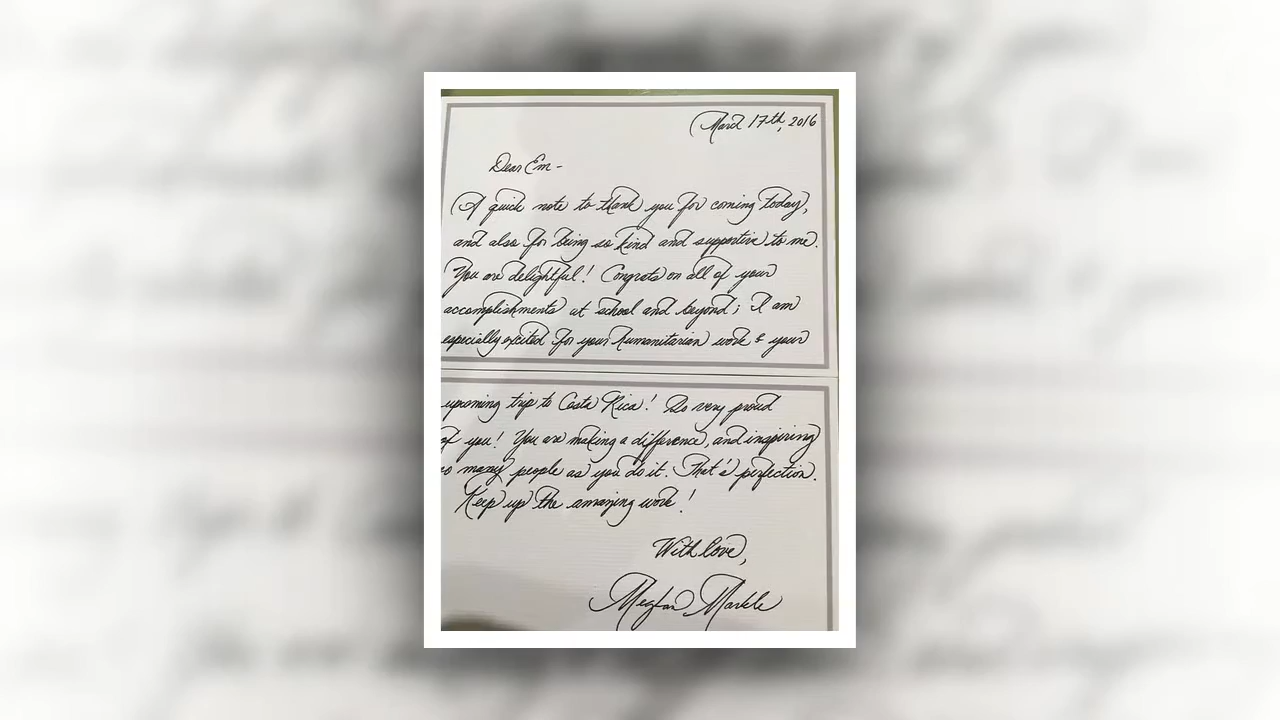 March 17th, 2016
Dear Em-
A quick note to thank you for coming today,
and also for being so kind and supportive to me.
You are delightful! Congrats on all of your
accomplishments at school and beyond; I am
especially excited for your humanitarian work & your
upcoming trip to Costa Rica! So very proud
of you! You are making a difference, and inspiring
so many people as you do it. That's perfection.
Keep up the amazing work!
With love,
Meghan Markle